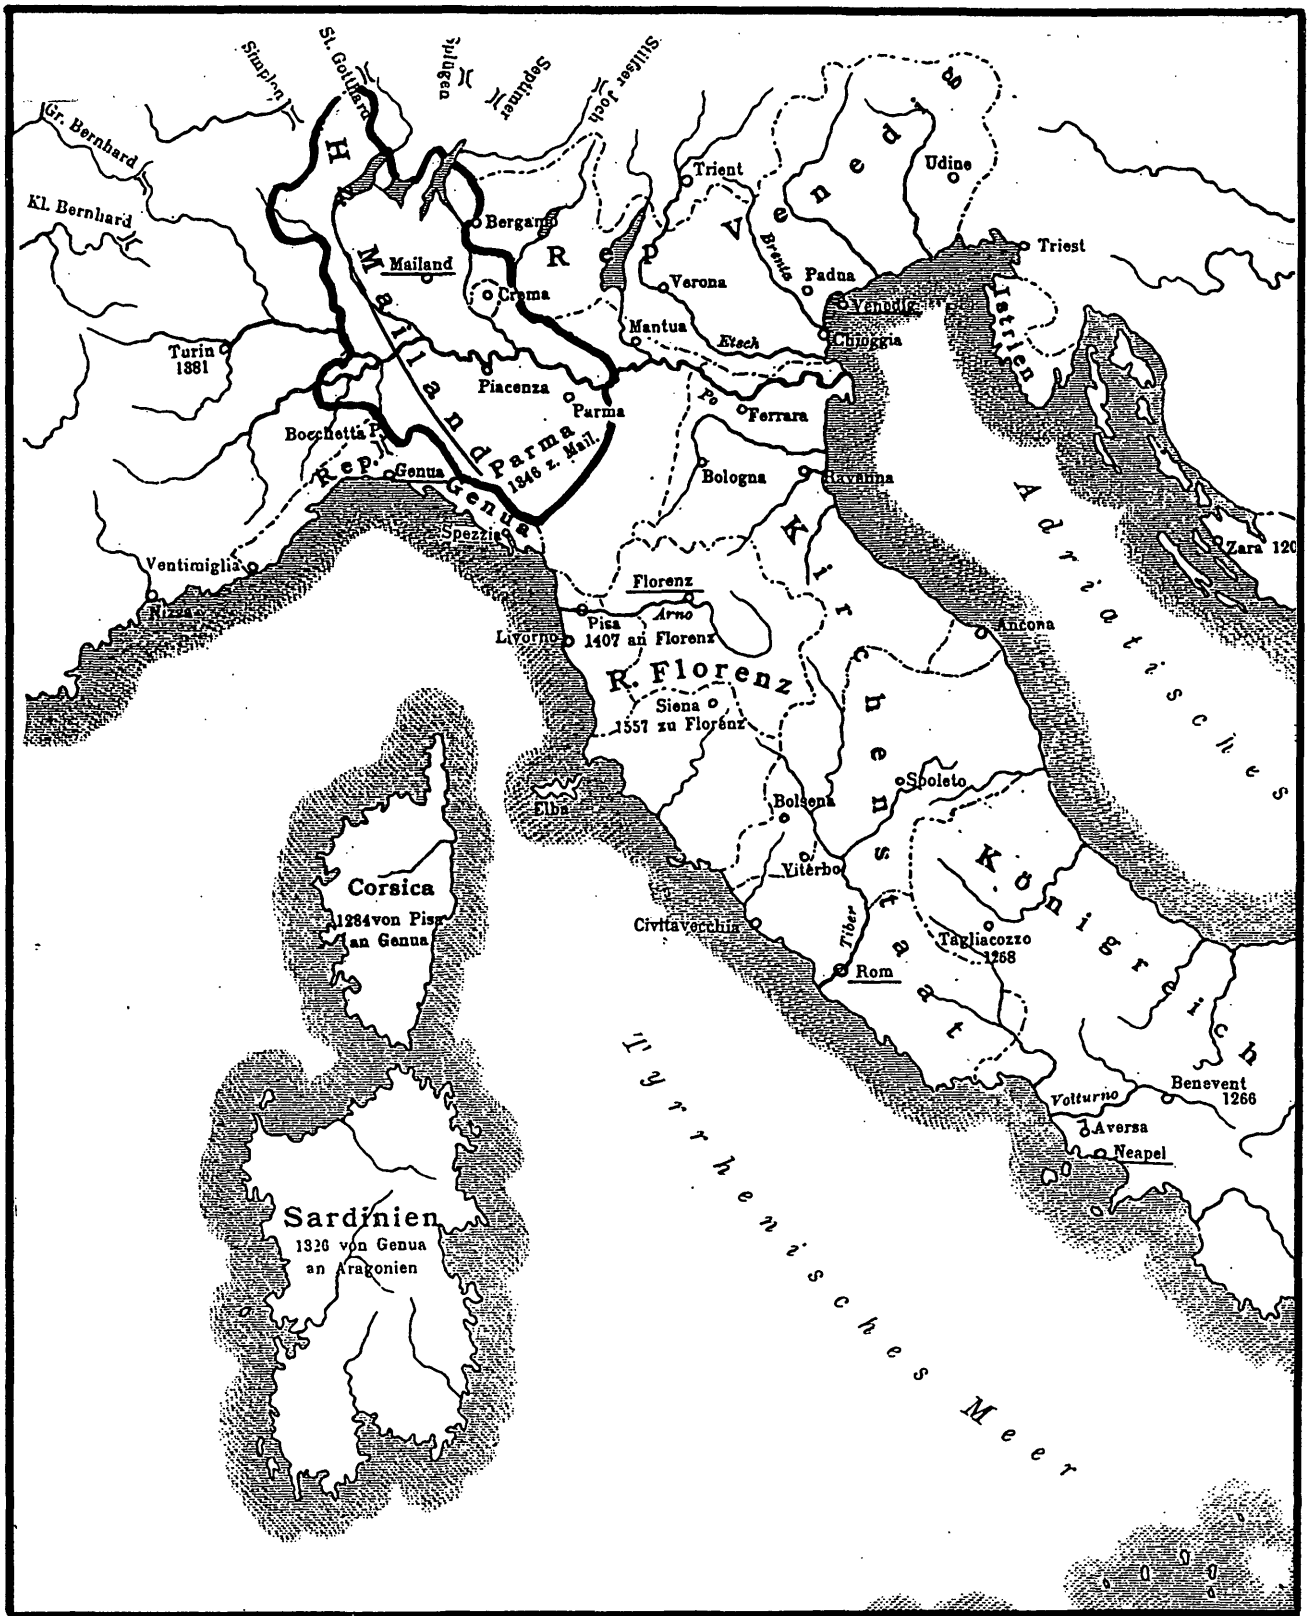 Simplon
St. Gotthard
Splügen
Septimer
Stilfser Joch
Gr. Bernhard
Kl. Bernhard
Trient
Udine
Triest
Bergamo
Mailand
Crema
Hz. Mailand
Rep. Venedig
Verona
Brenta
Padua
Venedig
Istrien
Turin
1381
Mantua
Etsch
Chioggia
Piacenza
Parma
Po
Ferrara
Bocchetta P.
Parma
1346 z. Mail.
Rep. Genua
Genua
Bologna
Ravenna
Spezzia
Zara 120
Ventimiglia
Nizza
Florenz
Arno
Pisa
1407 an Florenz
Livorno
Ancona
Adriatisches
R. Florenz
Siena
1557 zu Florenz
Kirchenstaat
Elba
Bolsena
Spoleto
Viterbo
Corsica
1284 von Pisa
an Genua
Civitavecchia
Tiber
Rom
Tagliacozzo
1268
Königreich
Benevent
1266
Volturno
Aversa
Neapel
Sardinien
1326 von Genua
an Aragonien
Tyrrhenisches Meer